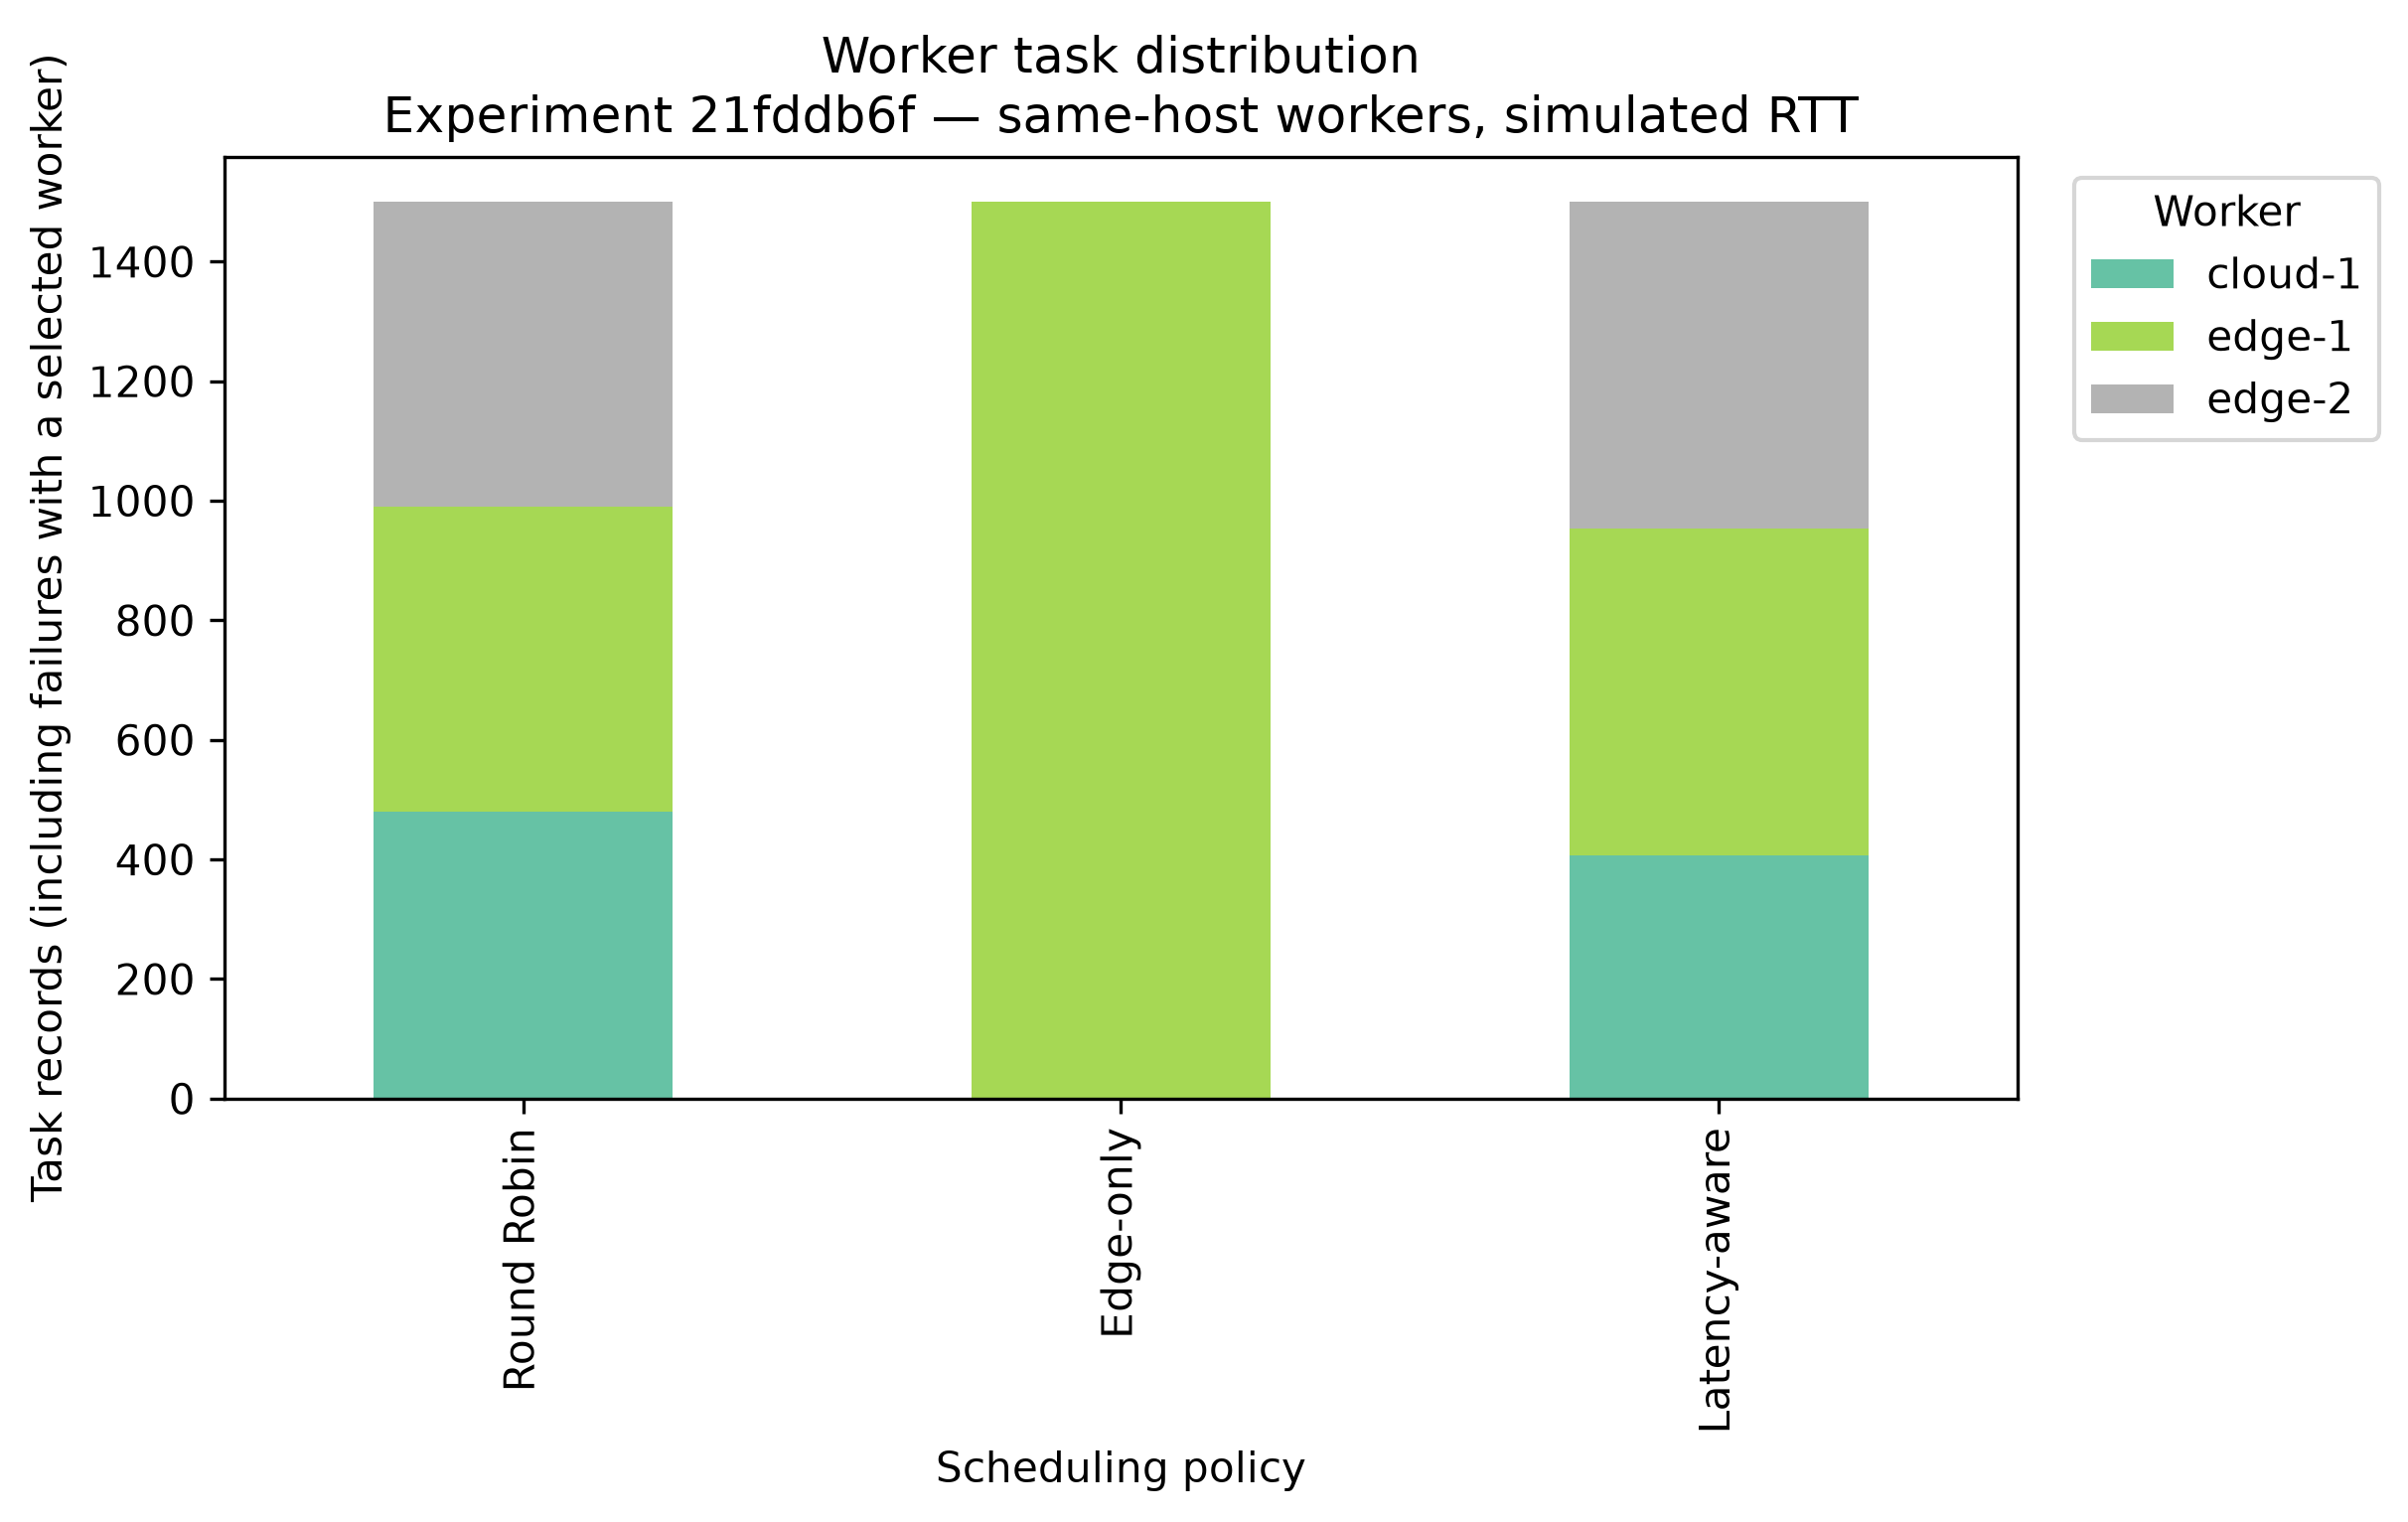 Worker task distribution
Experiment 21fddb6f — same-host workers, simulated RTT
Task records (including failures with a selected worker)
1400
1200
1000
800
600
400
200
0
Round Robin
Edge-only
Latency-aware
Scheduling policy
Worker
cloud-1
edge-1
edge-2